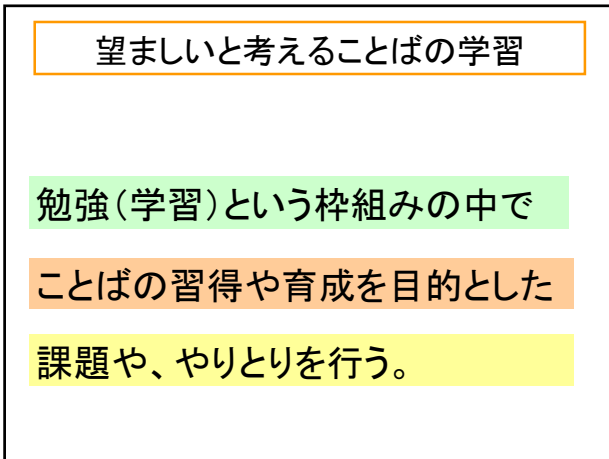 望ましいと考えることばの学習
勉強（学習）という枠組みの中で
ことばの習得や育成を目的とした
課題や、やりとりを行う。